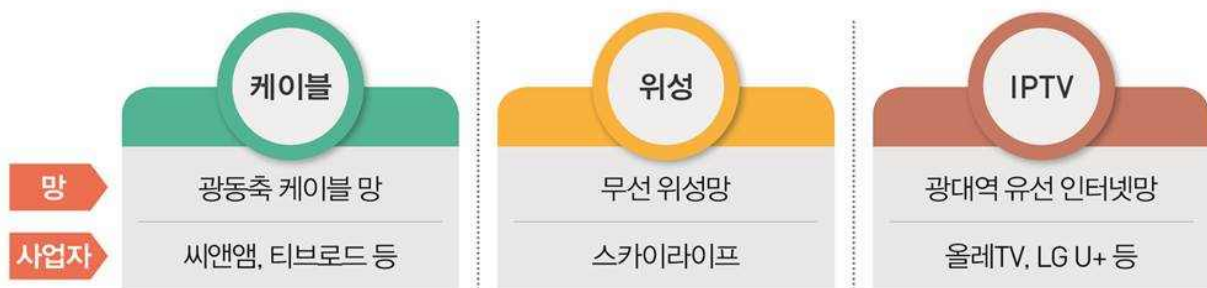 케이블 위성 IPTV
망 광동축 케이블 망 무선 위성망 광대역 유선 인터넷망
사업자 씨앤앰, 티브로드 등 스카이라이프 올레TV, LG U+ 등